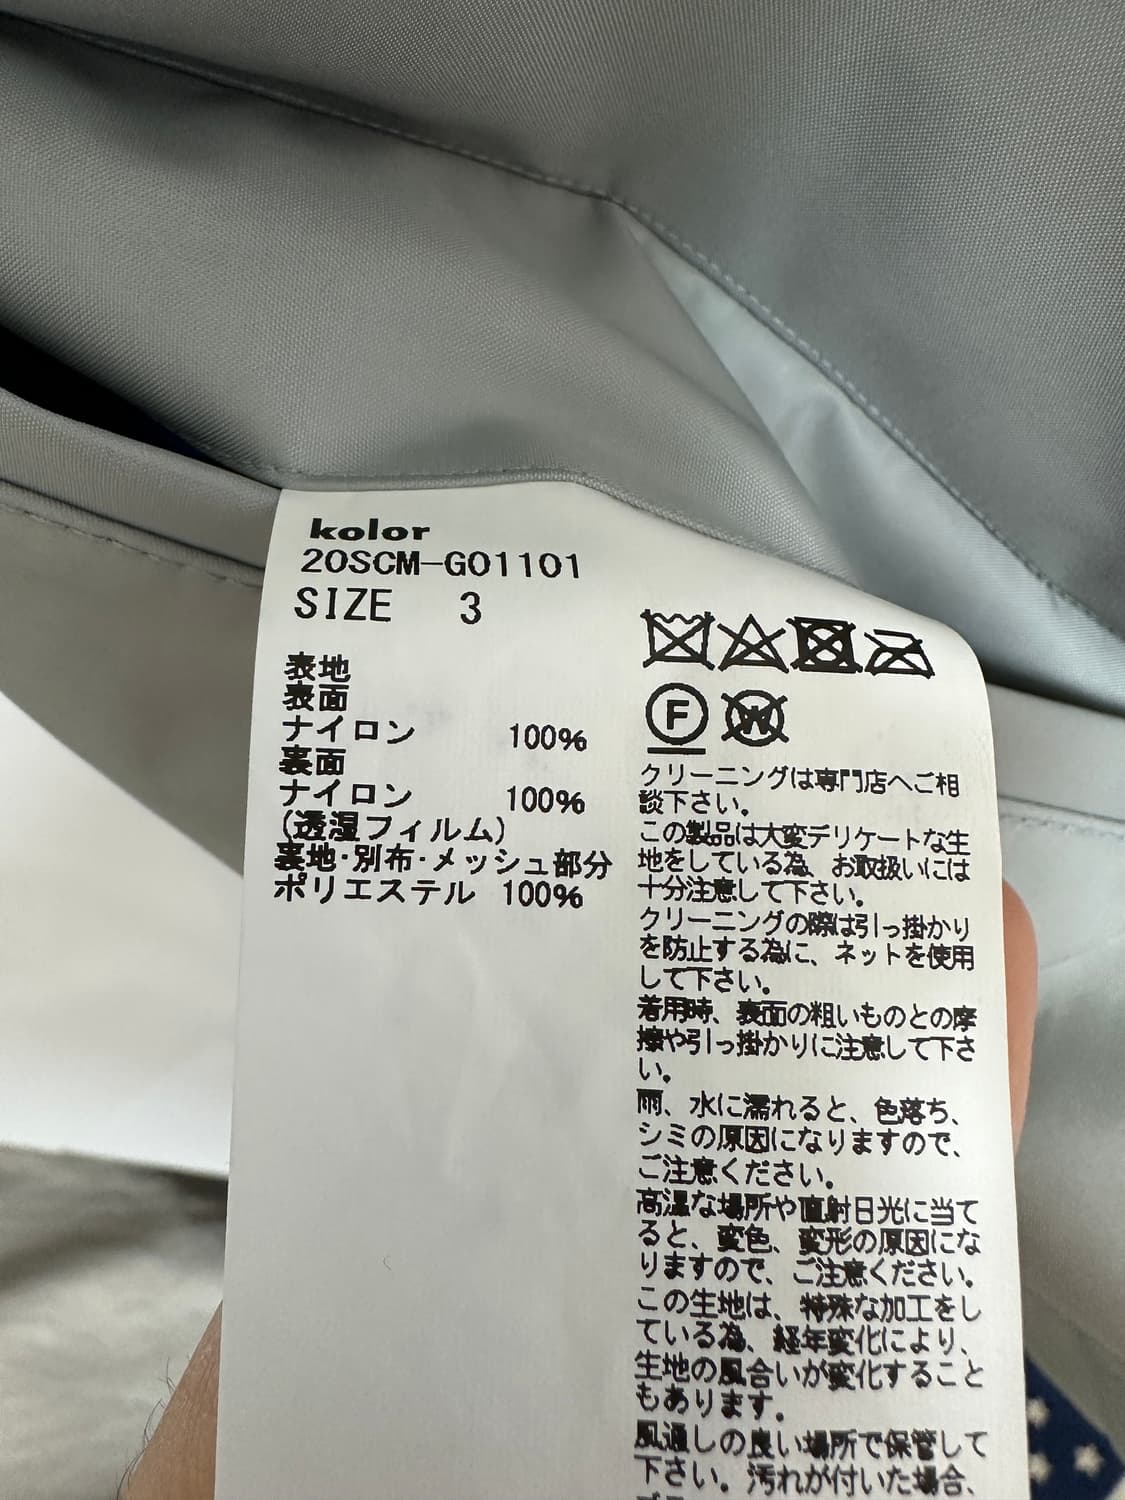 kolor
20SCM-G01101
SIZE 3
表地
表面
ナイロン 100%
裏面
ナイロン 100%
(透湿フィルム)
裏地・別布・メッシュ部分
ポリエステル 100%
F
W
クリーニングは専門店へご相
談下さい。
この製品は大変デリケートな生
地をしている為、お取扱いには
十分注意して下さい。
クリーニングの際は引っ掛かり
を防止する為に、ネットを使用
して下さい。
着用時、表面の粗いものとの摩
擦や引っ掛かりに注意して下さ
い。
雨、水に濡れると、色落ち、
シミの原因になりますので、
ご注意ください。
高温な場所や直射日光に当て
ると、変色、変形の原因にな
りますので、ご注意ください。
この生地は、特殊な加工をし
ている為、経年変化により、
生地の風合いが変化すること
もあります。
風通しの良い場所で保管して
下さい。汚れが付いた場合、